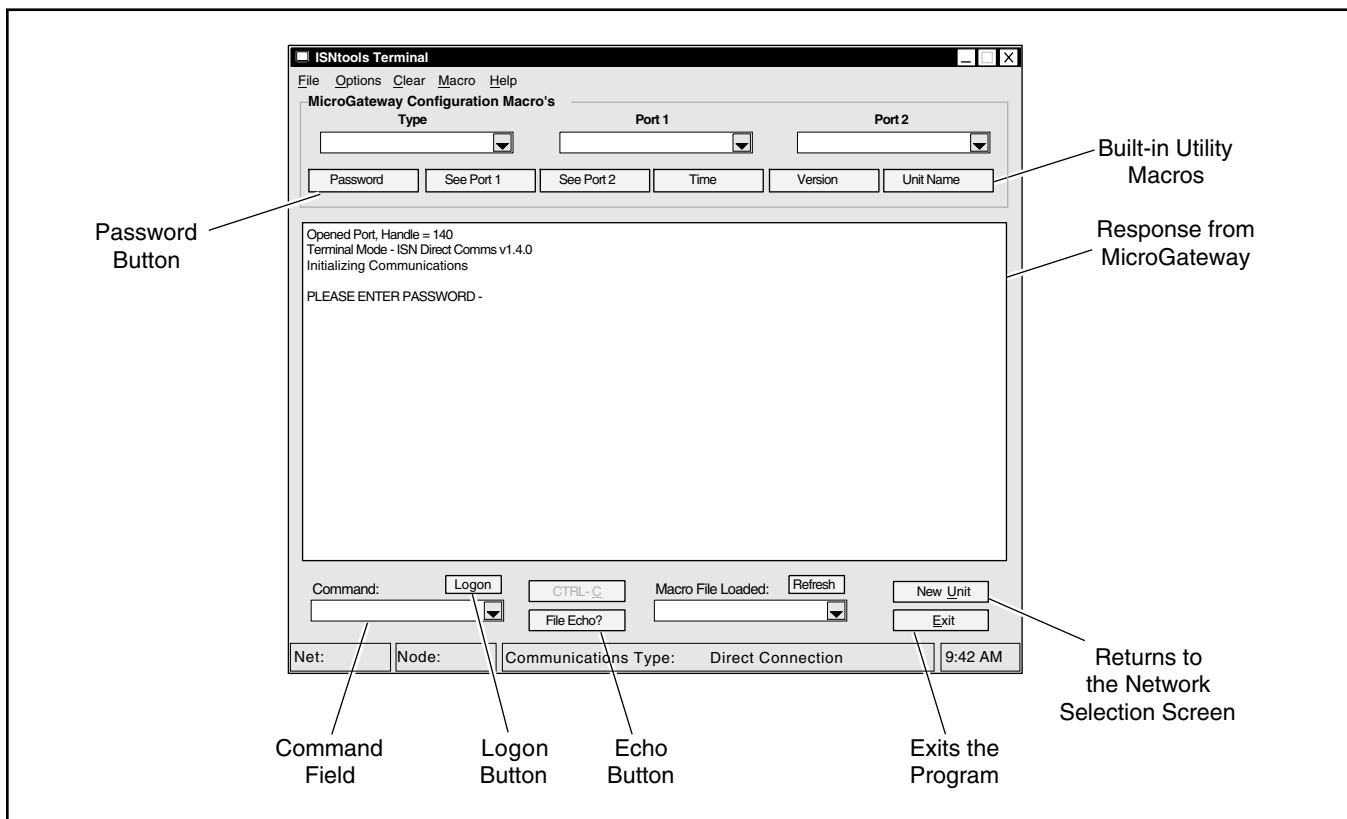 ISNtools Terminal
File Options Clear Macro Help
MicroGateway Configuration Macro's
Type Port 1 Port 2
Password See Port 1 See Port 2 Time Version Unit Name
Built-in Utility
Macros
Password
Button
Response from
MicroGateway
Opened Port, Handle = 140
Terminal Mode - ISN Direct Comms v1.4.0
Initializing Communications
PLEASE ENTER PASSWORD -
Command: Logon CTRL- C Macro File Loaded: Refresh New Unit
File Echo? Exit
Net: Node: Communications Type: Direct Connection 9:42 AM
Returns to
the Network
Selection Screen
Command
Field
Logon
Button
Echo
Button
Exits the
Program